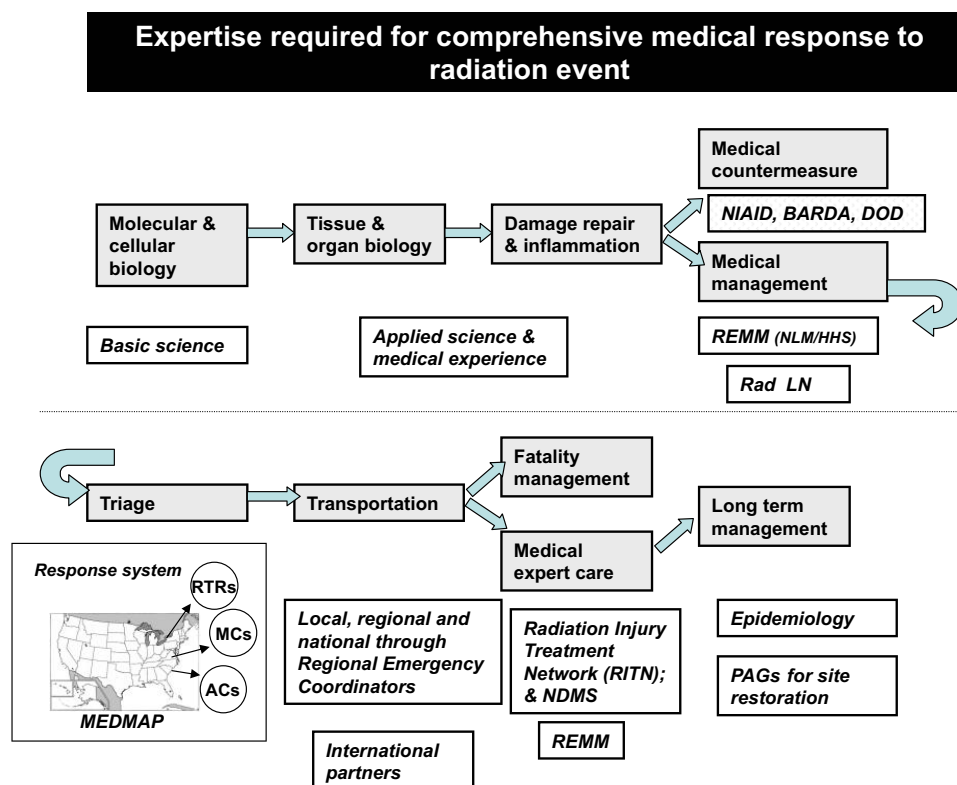 Expertise required for comprehensive medical response to
radiation event
Medical
countermeasure
NIAID, BARDA, DOD
Molecular &
cellular
biology
Tissue &
organ biology
Damage repair
& inflammation
Medical
management
Basic science
Applied science &
medical experience
REMM (NLM/HHS)
Rad LN
Triage
Transportation
Fatality
management
Medical
expert care
Long term
management
Response system
RTRs
MCs
ACs
MEDMAP
Local, regional and
national through
Regional Emergency
Coordinators
International
partners
Radiation Injury
Treatment
Network (RITN);
& NDMS
REMM
Epidemiology
PAGs for site
restoration